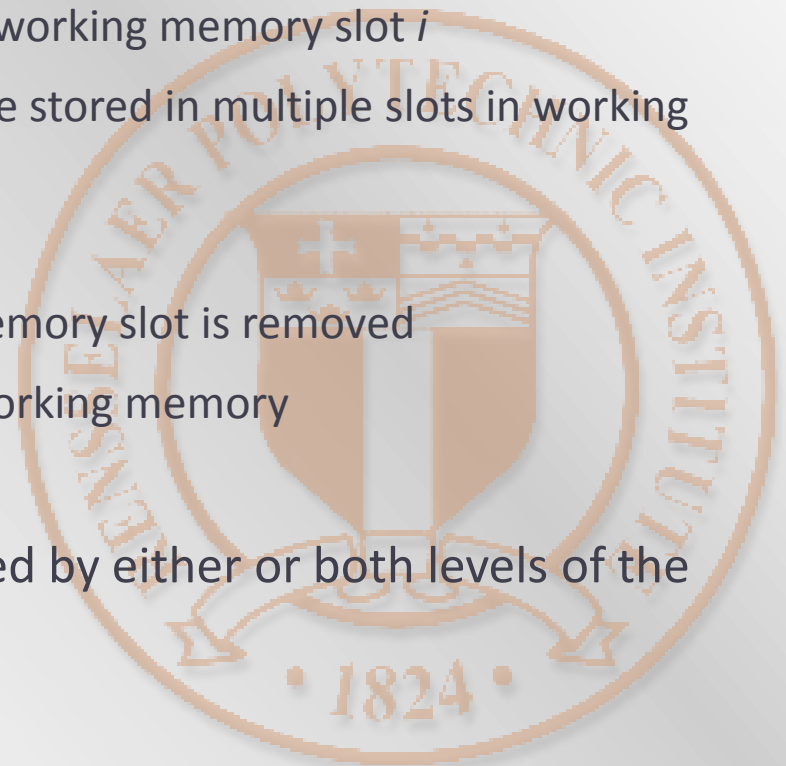 working memory slot i
e stored in multiple slots in working
emory slot is removed
orking memory
ed by either or both levels of the
RENSSELAER POLYTECHNIC INSTITUTE
• 1824 •